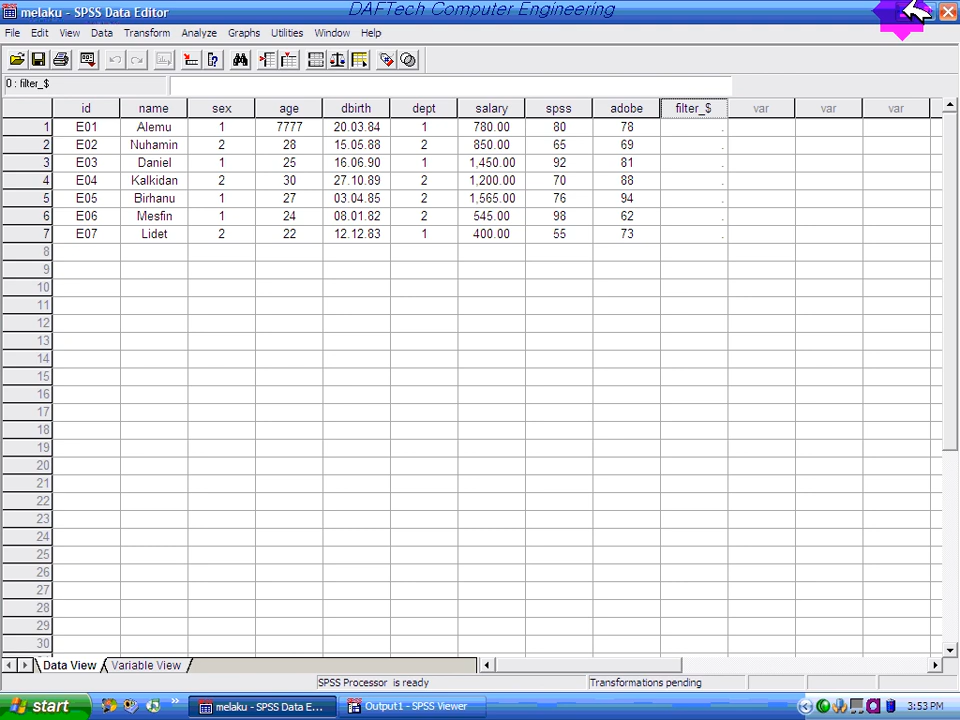 melaku - SPSS Data Editor
DAFTech Computer Engineering
File Edit View Data Transform Analyze Graphs Utilities Window Help
0 : filter_$
id name sex age dbirth dept salary spss adobe filter_$ var var var
1 E01 Alemu 1 7777 20.03.84 1 780.00 80 78 .
2 E02 Nuhamin 2 28 15.05.88 2 850.00 65 69 .
3 E03 Daniel 1 25 16.06.90 1 1,450.00 92 81 .
4 E04 Kalkidan 2 30 27.10.89 2 1,200.00 70 88 .
5 E05 Birhanu 1 27 03.04.85 2 1,565.00 76 94 .
6 E06 Mesfin 1 24 08.01.82 2 545.00 98 62 .
7 E07 Lidet 2 22 12.12.83 1 400.00 55 73 .
8
9
10
11
12
13
14
15
16
17
18
19
20
21
22
23
24
25
26
27
28
29
30
Data View Variable View
SPSS Processor is ready Transformations pending
start melaku - SPSS Data E... Output1 - SPSS Viewer 3:53 PM